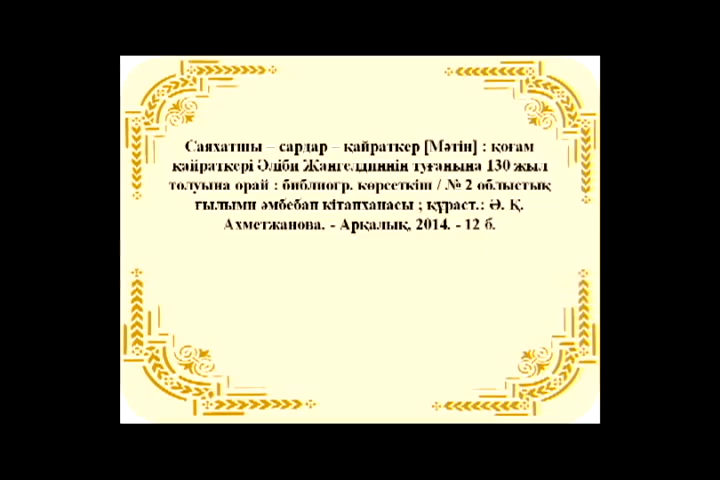 Саяхатшы – сардар – қайраткер [Мәтін] : қоғам
қайраткері Әліби Жангелдиннің туғанына 130 жыл
толуына орай : библиогр. көрсеткіш / № 2 облыстық
ғылыми әмбебап кітапханасы ; құраст.: Ә. Қ.
Ахметжанова. - Арқалық, 2014. - 12 б.